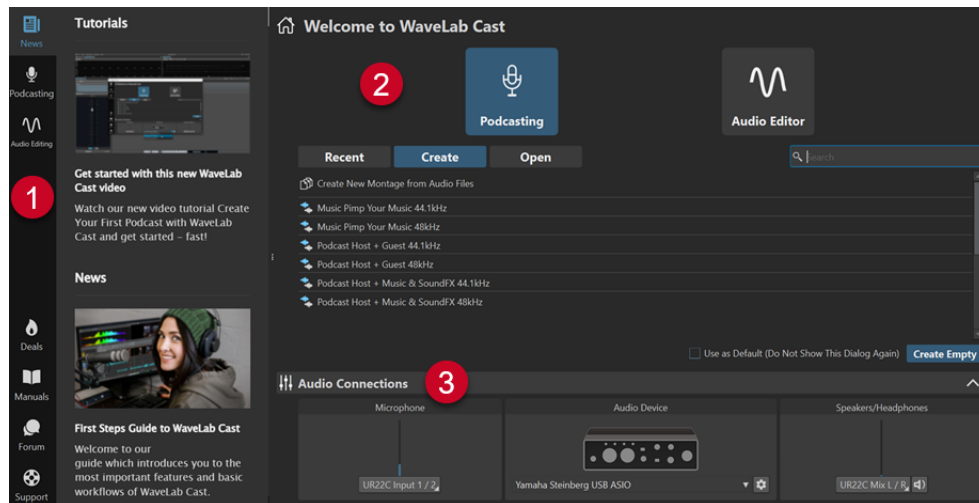 News
Podcasting
Audio Editing
1
Deals
Manuals
Forum
Support
Tutorials
Get started with this new WaveLab
Cast video
Watch our new video tutorial Create
Your First Podcast with WaveLab
Cast and get started – fast!
News
First Steps Guide to WaveLab Cast
Welcome to our
guide which introduces you to the
most important features and basic
workflows of WaveLab Cast.
Welcome to WaveLab Cast
2
Podcasting
Audio Editor
Recent
Create
Open
Search
Create New Montage from Audio Files
Music Pimp Your Music 44.1kHz
Music Pimp Your Music 48kHz
Podcast Host + Guest 44.1kHz
Podcast Host + Guest 48kHz
Podcast Host + Music & SoundFX 44.1kHz
Podcast Host + Music & SoundFX 48kHz
Use as Default (Do Not Show This Dialog Again)
Create Empty
Audio Connections
3
Microphone
UR22C Input 1 / 2
Audio Device
Yamaha Steinberg USB ASIO
Speakers/Headphones
UR22C Mix L / R